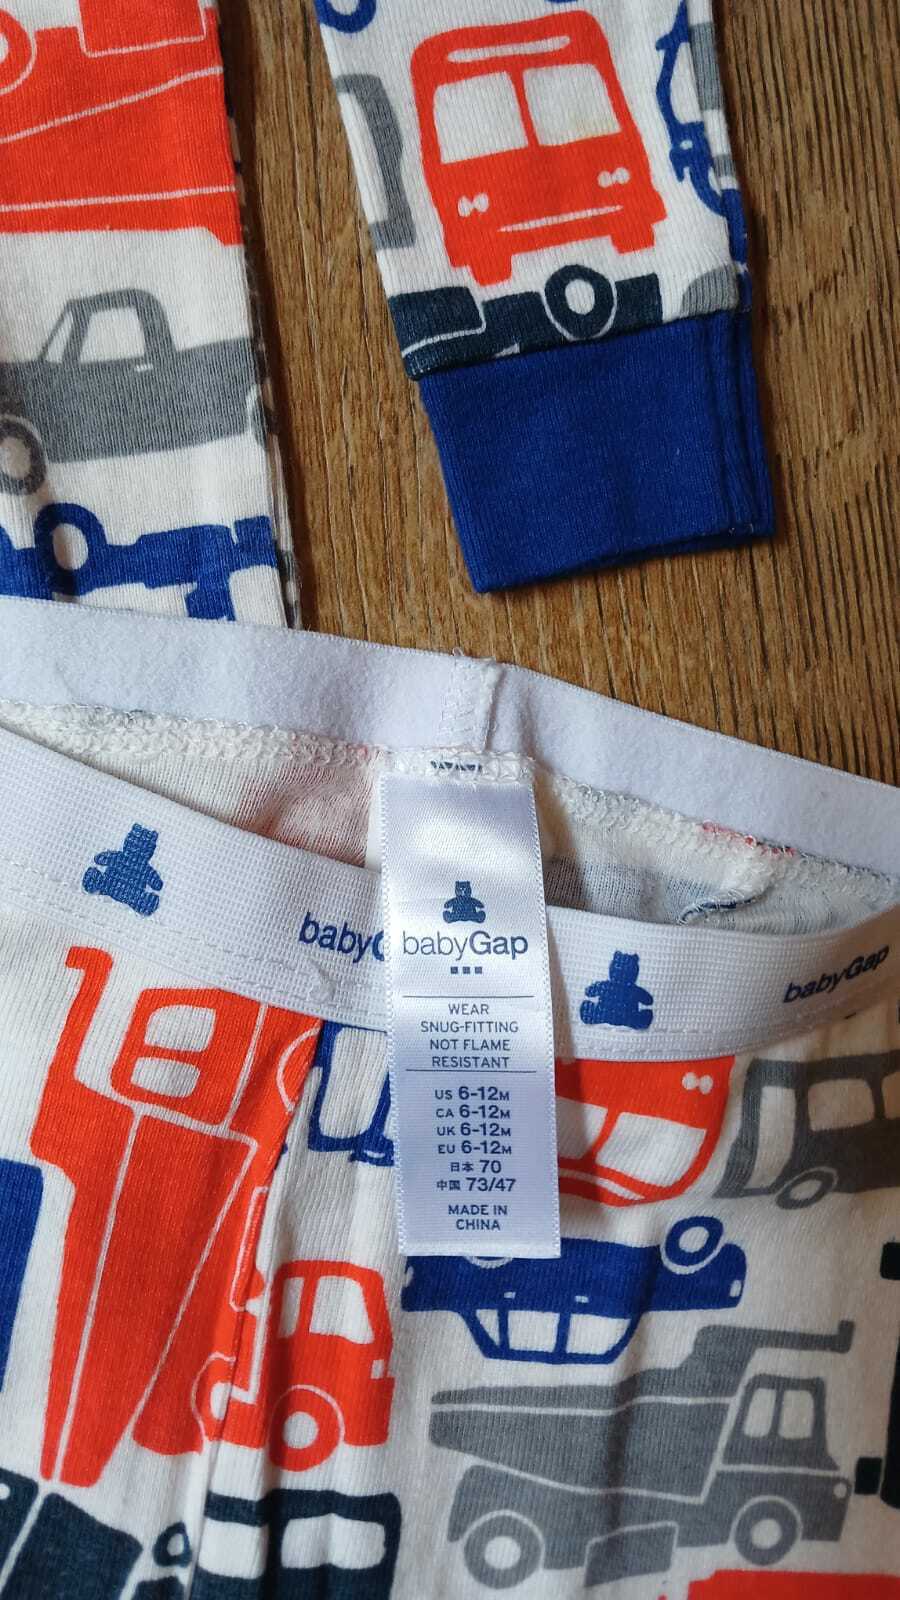 babyG
babyGap
babyGap
WEAR
SNUG-FITTING
NOT FLAME
RESISTANT
US 6-12M
CA 6-12M
UK 6-12M
EU 6-12M
日本 70
中国 73/47
MADE IN
CHINA